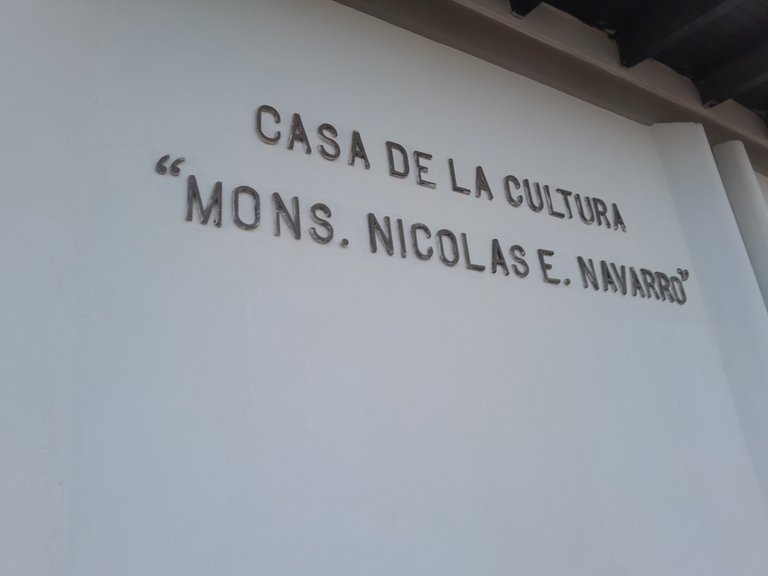 CASA DE LA CULTURA
“MONS. NICOLAS E. NAVARRO”